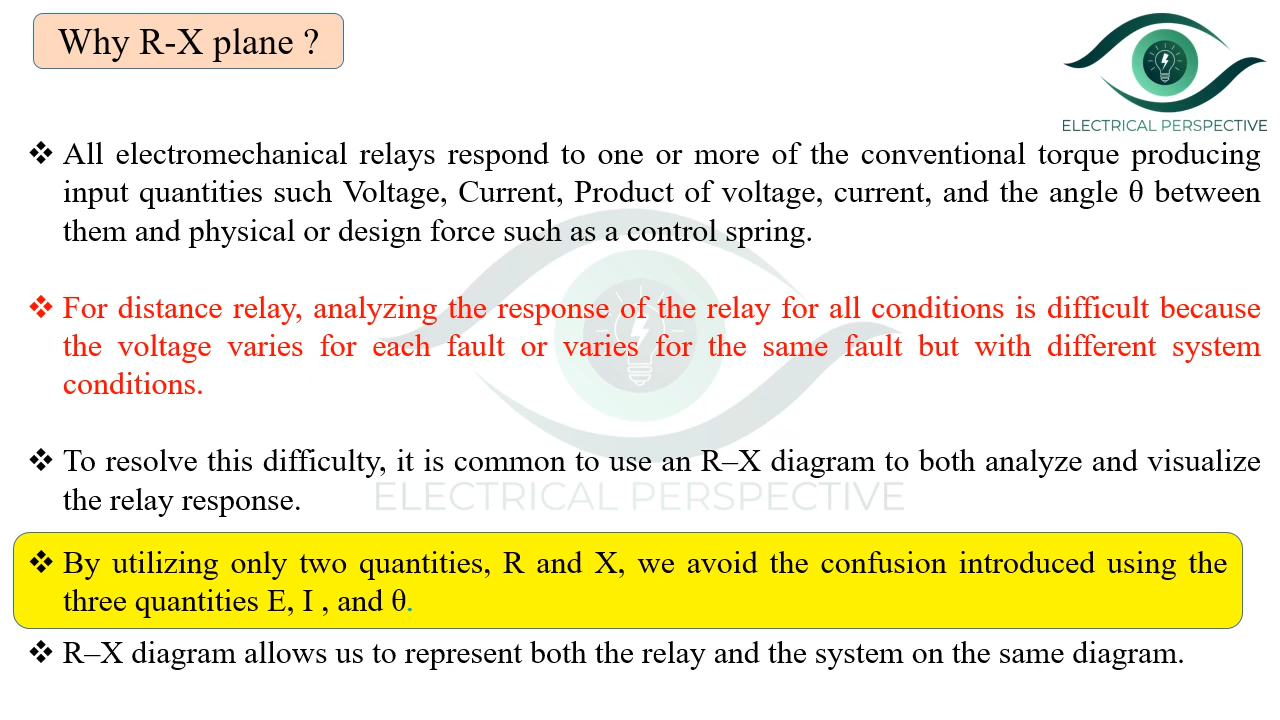 Why R-X plane ?
ELECTRICAL PERSPECTIVE
❖ All electromechanical relays respond to one or more of the conventional torque producing
input quantities such Voltage, Current, Product of voltage, current, and the angle θ between
them and physical or design force such as a control spring.
❖ For distance relay, analyzing the response of the relay for all conditions is difficult because
the voltage varies for each fault or varies for the same fault but with different system
conditions.
❖ To resolve this difficulty, it is common to use an R–X diagram to both analyze and visualize
the relay response.
ELECTRICAL PERSPECTIVE
❖ By utilizing only two quantities, R and X, we avoid the confusion introduced using the
three quantities E, I , and θ.
❖ R–X diagram allows us to represent both the relay and the system on the same diagram.